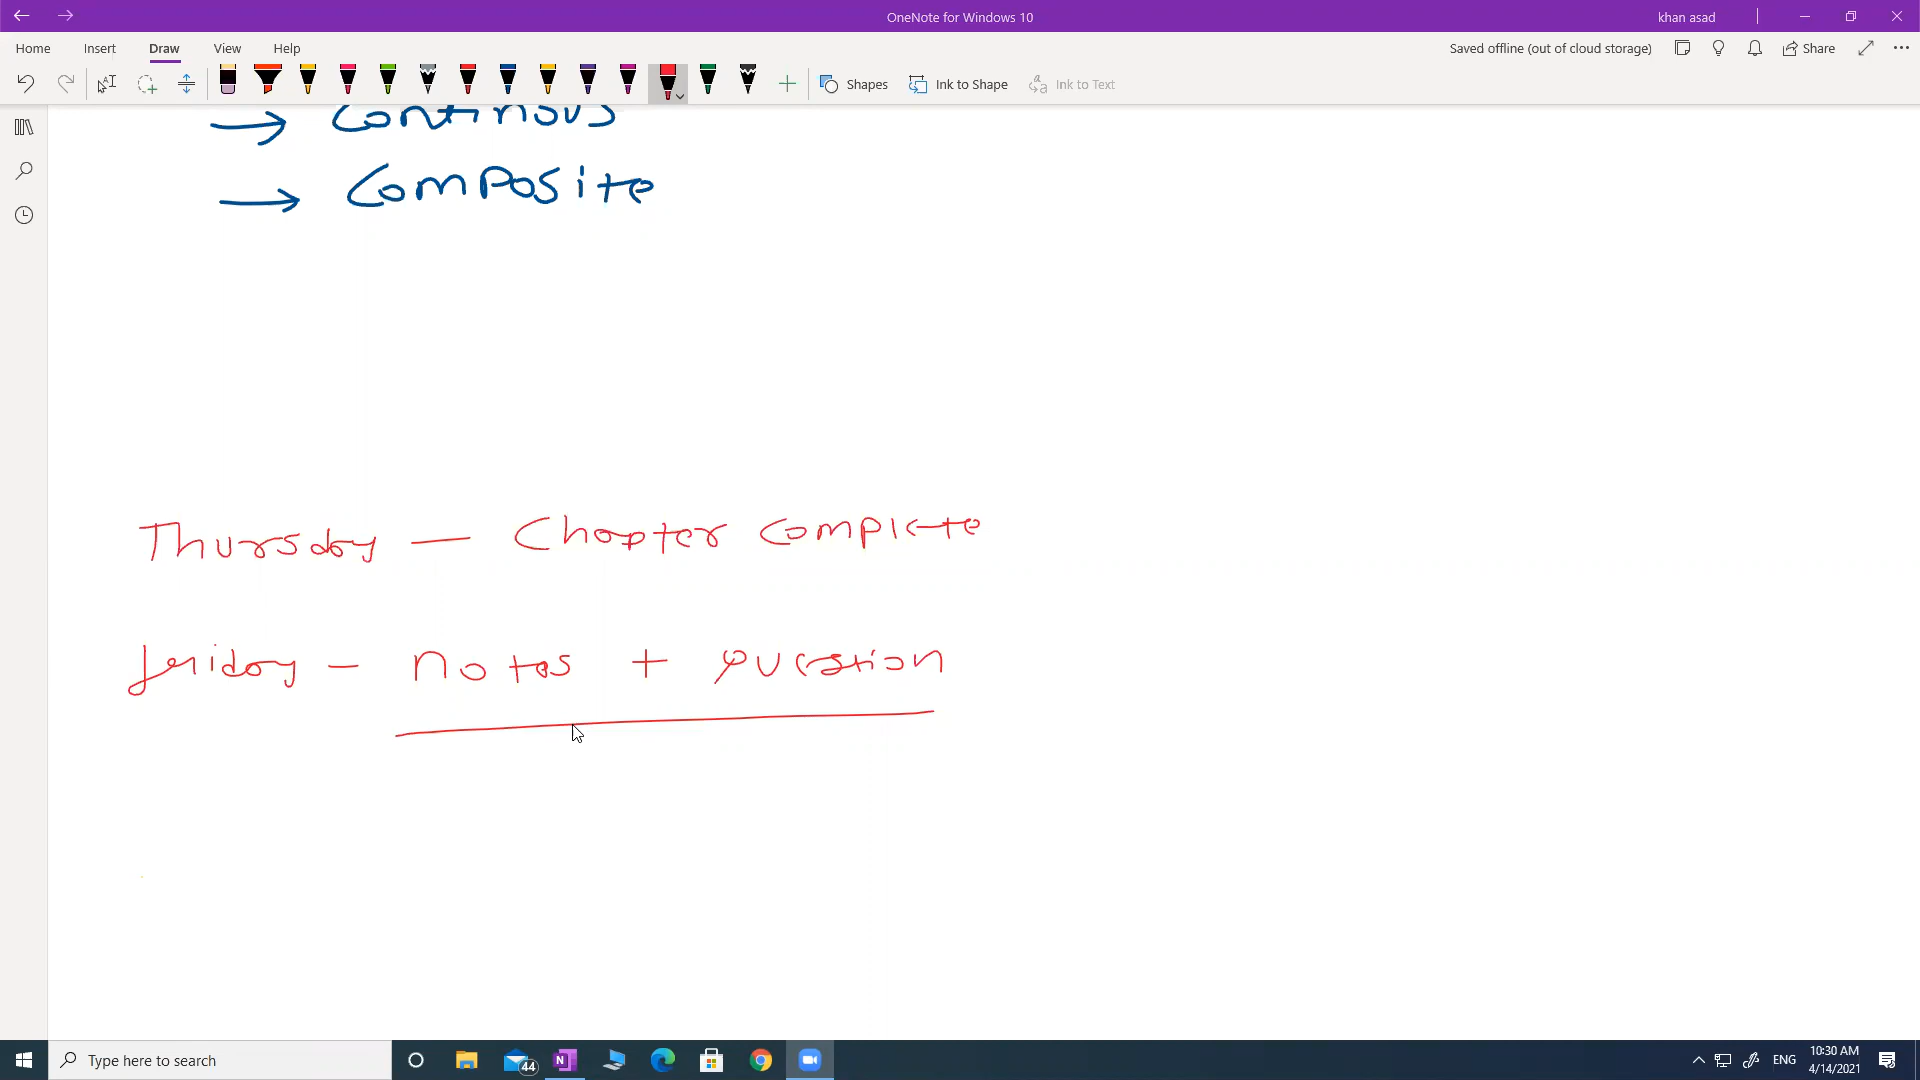 OneNote for Windows 10
khan asad
Home Insert Draw View Help
Saved offline (out of cloud storage)
Share
Shapes
Ink to Shape
Ink to Text
→ Continous
→ Composite
Thursday — Chapter complete
friday - notes + question
Type here to search
44
ENG
10:30 AM
4/14/2021